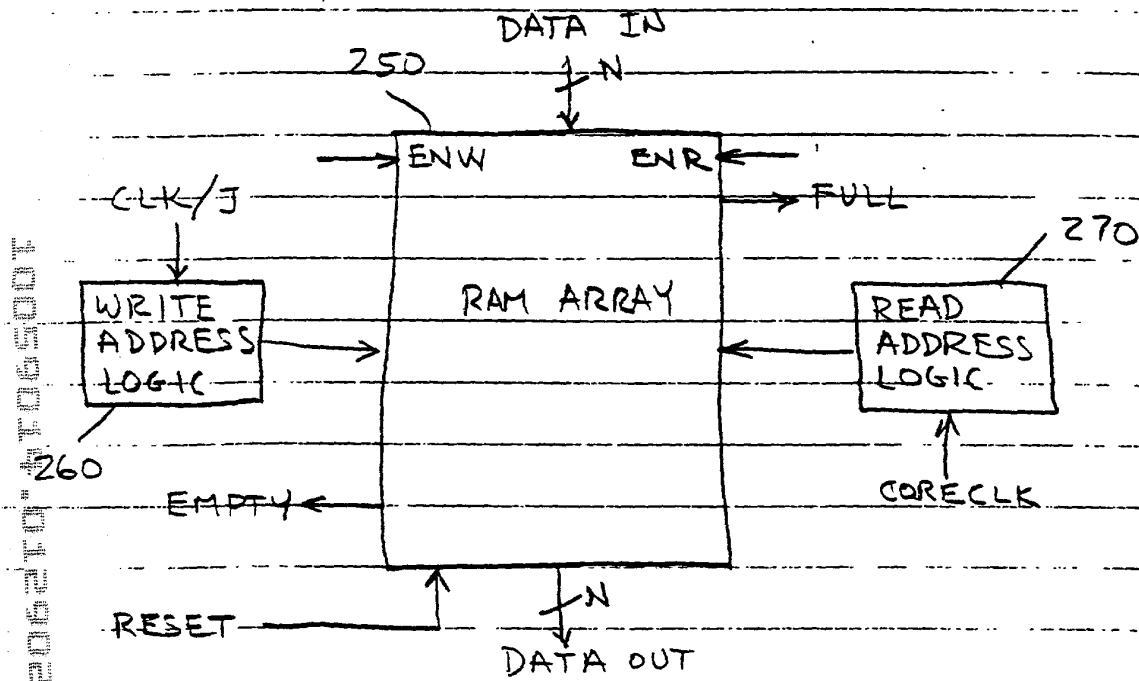 DATA IN
250
N
ENW
ENR
CLK/J
FULL
270
WRITE
ADDRESS
LOGIC
RAM ARRAY
READ
ADDRESS
LOGIC
260
EMPTY
CORECLK
RESET
N
DATA OUT